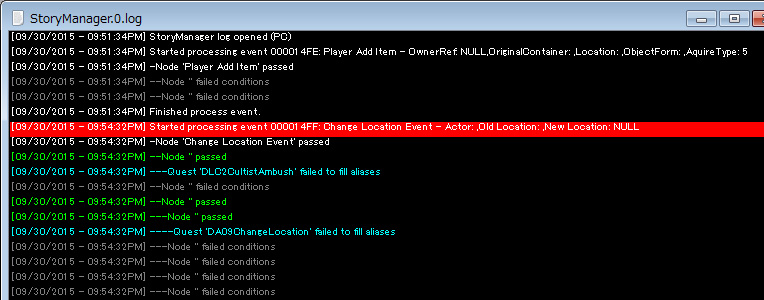 StoryManager.0.log
[09/30/2015 - 09:51:34PM] StoryManager log opened (PC)
[09/30/2015 - 09:51:34PM] Started processing event 000014FE: Player Add Item - OwnerRef: NULL,OriginalContainer: ,Location: ,ObjectForm: ,AquireType: 5
[09/30/2015 - 09:51:34PM] -Node 'Player Add Item' passed
[09/30/2015 - 09:51:34PM] --Node '' failed conditions
[09/30/2015 - 09:51:34PM] --Node '' failed conditions
[09/30/2015 - 09:51:34PM] Finished process event.
[09/30/2015 - 09:54:32PM] Started processing event 000014FF: Change Location Event - Actor: ,Old Location: ,New Location: NULL
[09/30/2015 - 09:54:32PM] -Node 'Change Location Event' passed
[09/30/2015 - 09:54:32PM] --Node '' passed
[09/30/2015 - 09:54:32PM] ---Quest 'DLC2CultistAmbush' failed to fill aliases
[09/30/2015 - 09:54:32PM] --Node '' failed conditions
[09/30/2015 - 09:54:32PM] --Node '' passed
[09/30/2015 - 09:54:32PM] ---Node '' passed
[09/30/2015 - 09:54:32PM] ----Quest 'DA09ChangeLocation' failed to fill aliases
[09/30/2015 - 09:54:32PM] ---Node '' failed conditions
[09/30/2015 - 09:54:32PM] ---Node '' failed conditions
[09/30/2015 - 09:54:32PM] ---Node '' failed conditions
[09/30/2015 - 09:54:32PM] ---Node '' failed conditions